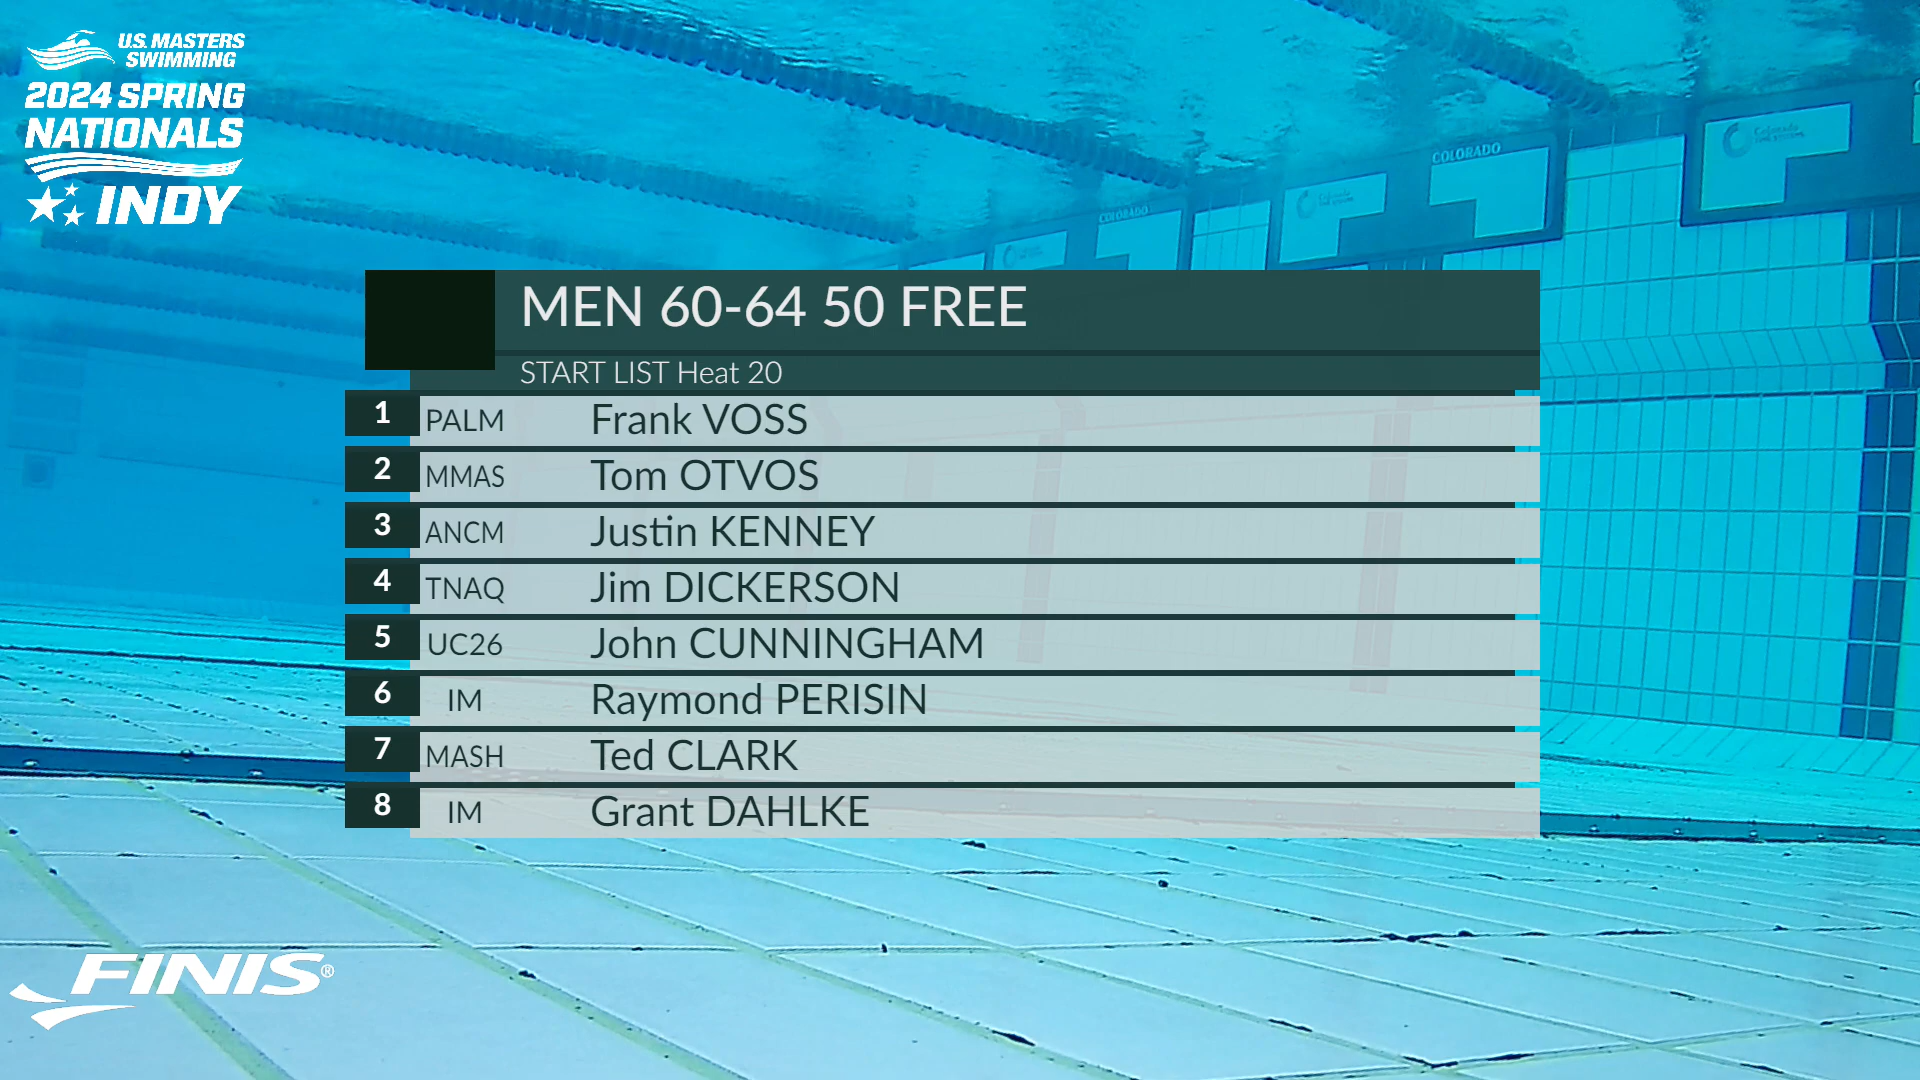 U.S. MASTERS
SWIMMING
2024 SPRING
NATIONALS
INDY
COLORADO
COLORADO
MEN 60-64 50 FREE
START LIST Heat 20
1 PALM Frank VOSS
2 MMAS Tom OTVOS
3 ANCM Justin KENNEY
4 TNAQ Jim DICKERSON
5 UC26 John CUNNINGHAM
6 IM Raymond PERISIN
7 MASH Ted CLARK
8 IM Grant DAHLKE
FINIS®